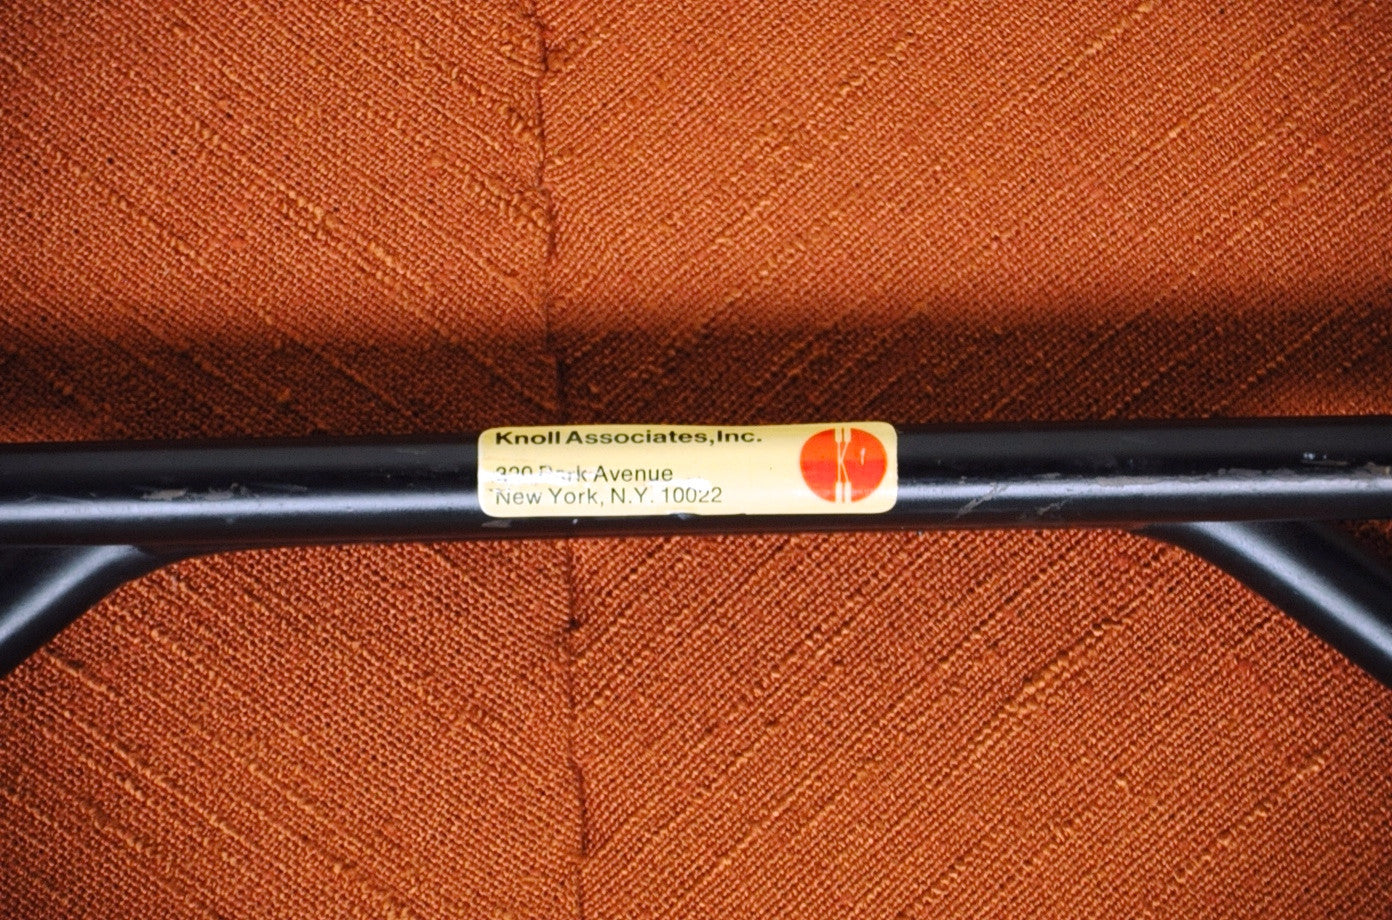 Knoll Associates, Inc.
320 Park Avenue
New York, N.Y. 10022
K